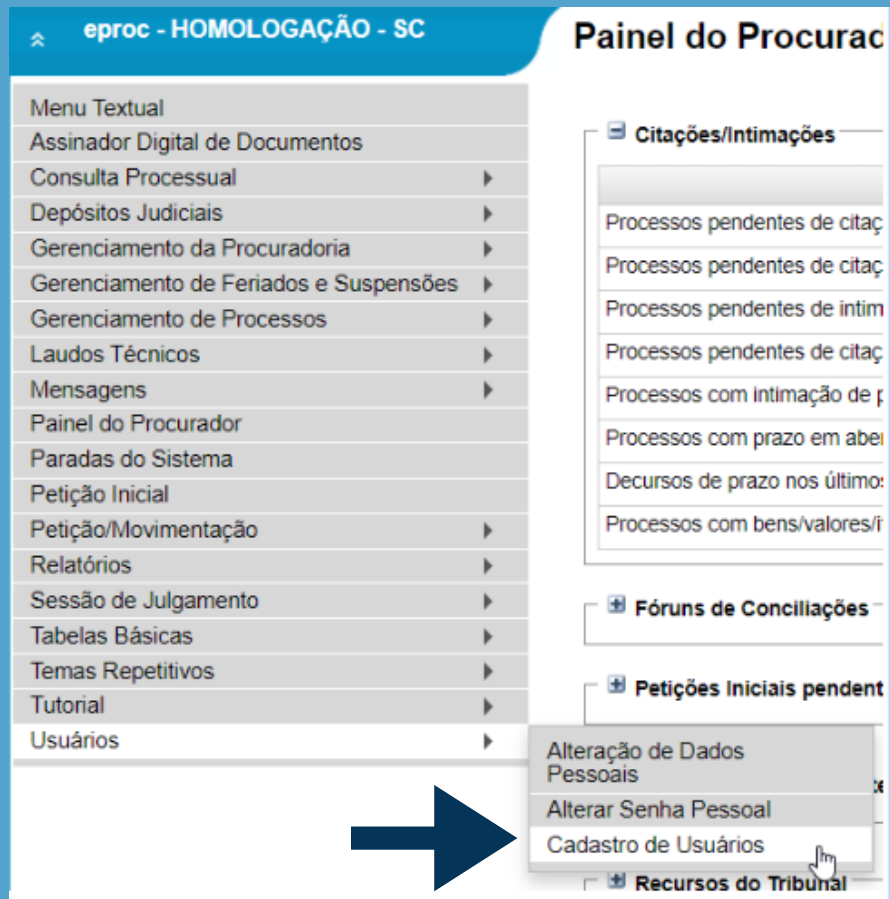 eproc - HOMOLOGAÇÃO - SC
Menu Textual
Assinador Digital de Documentos
Consulta Processual
Depósitos Judiciais
Gerenciamento da Procuradoria
Gerenciamento de Feriados e Suspensões
Gerenciamento de Processos
Laudos Técnicos
Mensagens
Painel do Procurador
Paradas do Sistema
Petição Inicial
Petição/Movimentação
Relatórios
Sessão de Julgamento
Tabelas Básicas
Temas Repetitivos
Tutorial
Usuários
Alteração de Dados
Pessoais
Alterar Senha Pessoal
Cadastro de Usuários
Painel do Procurad
Citações/Intimações
Processos pendentes de citaç
Processos pendentes de citaç
Processos pendentes de intim
Processos pendentes de citaç
Processos com intimação de p
Processos com prazo em aber
Decursos de prazo nos últimos
Processos com bens/valores/i
Fóruns de Conciliações
Petições Iniciais pendent
Recursos do Tribunal